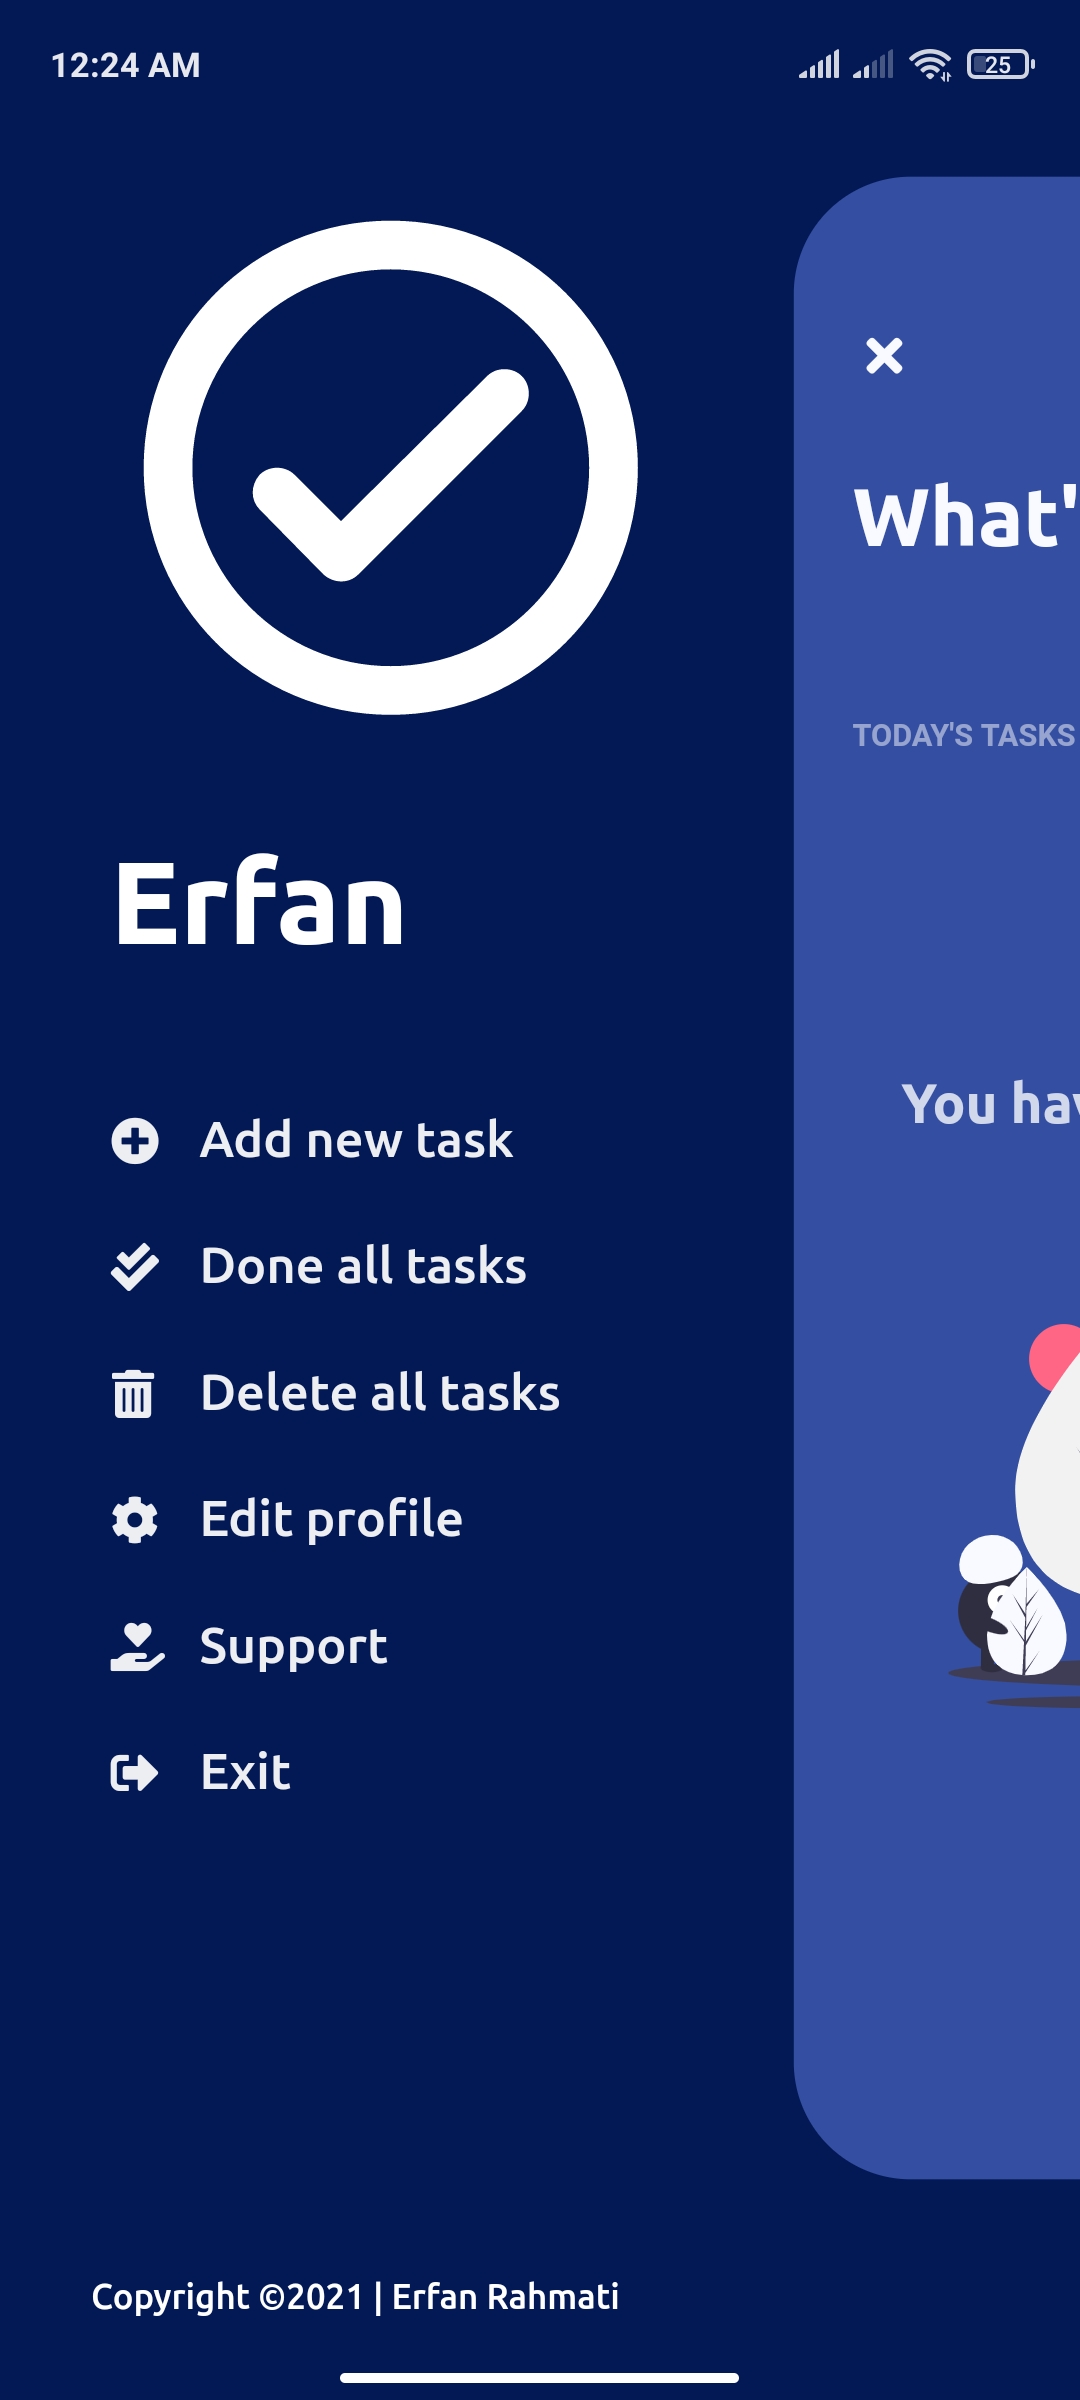 12:24 AM
25
What'
TODAY'S TASKS
Erfan
You hav
Add new task
Done all tasks
Delete all tasks
Edit profile
Support
Exit
Copyright ©2021 | Erfan Rahmati